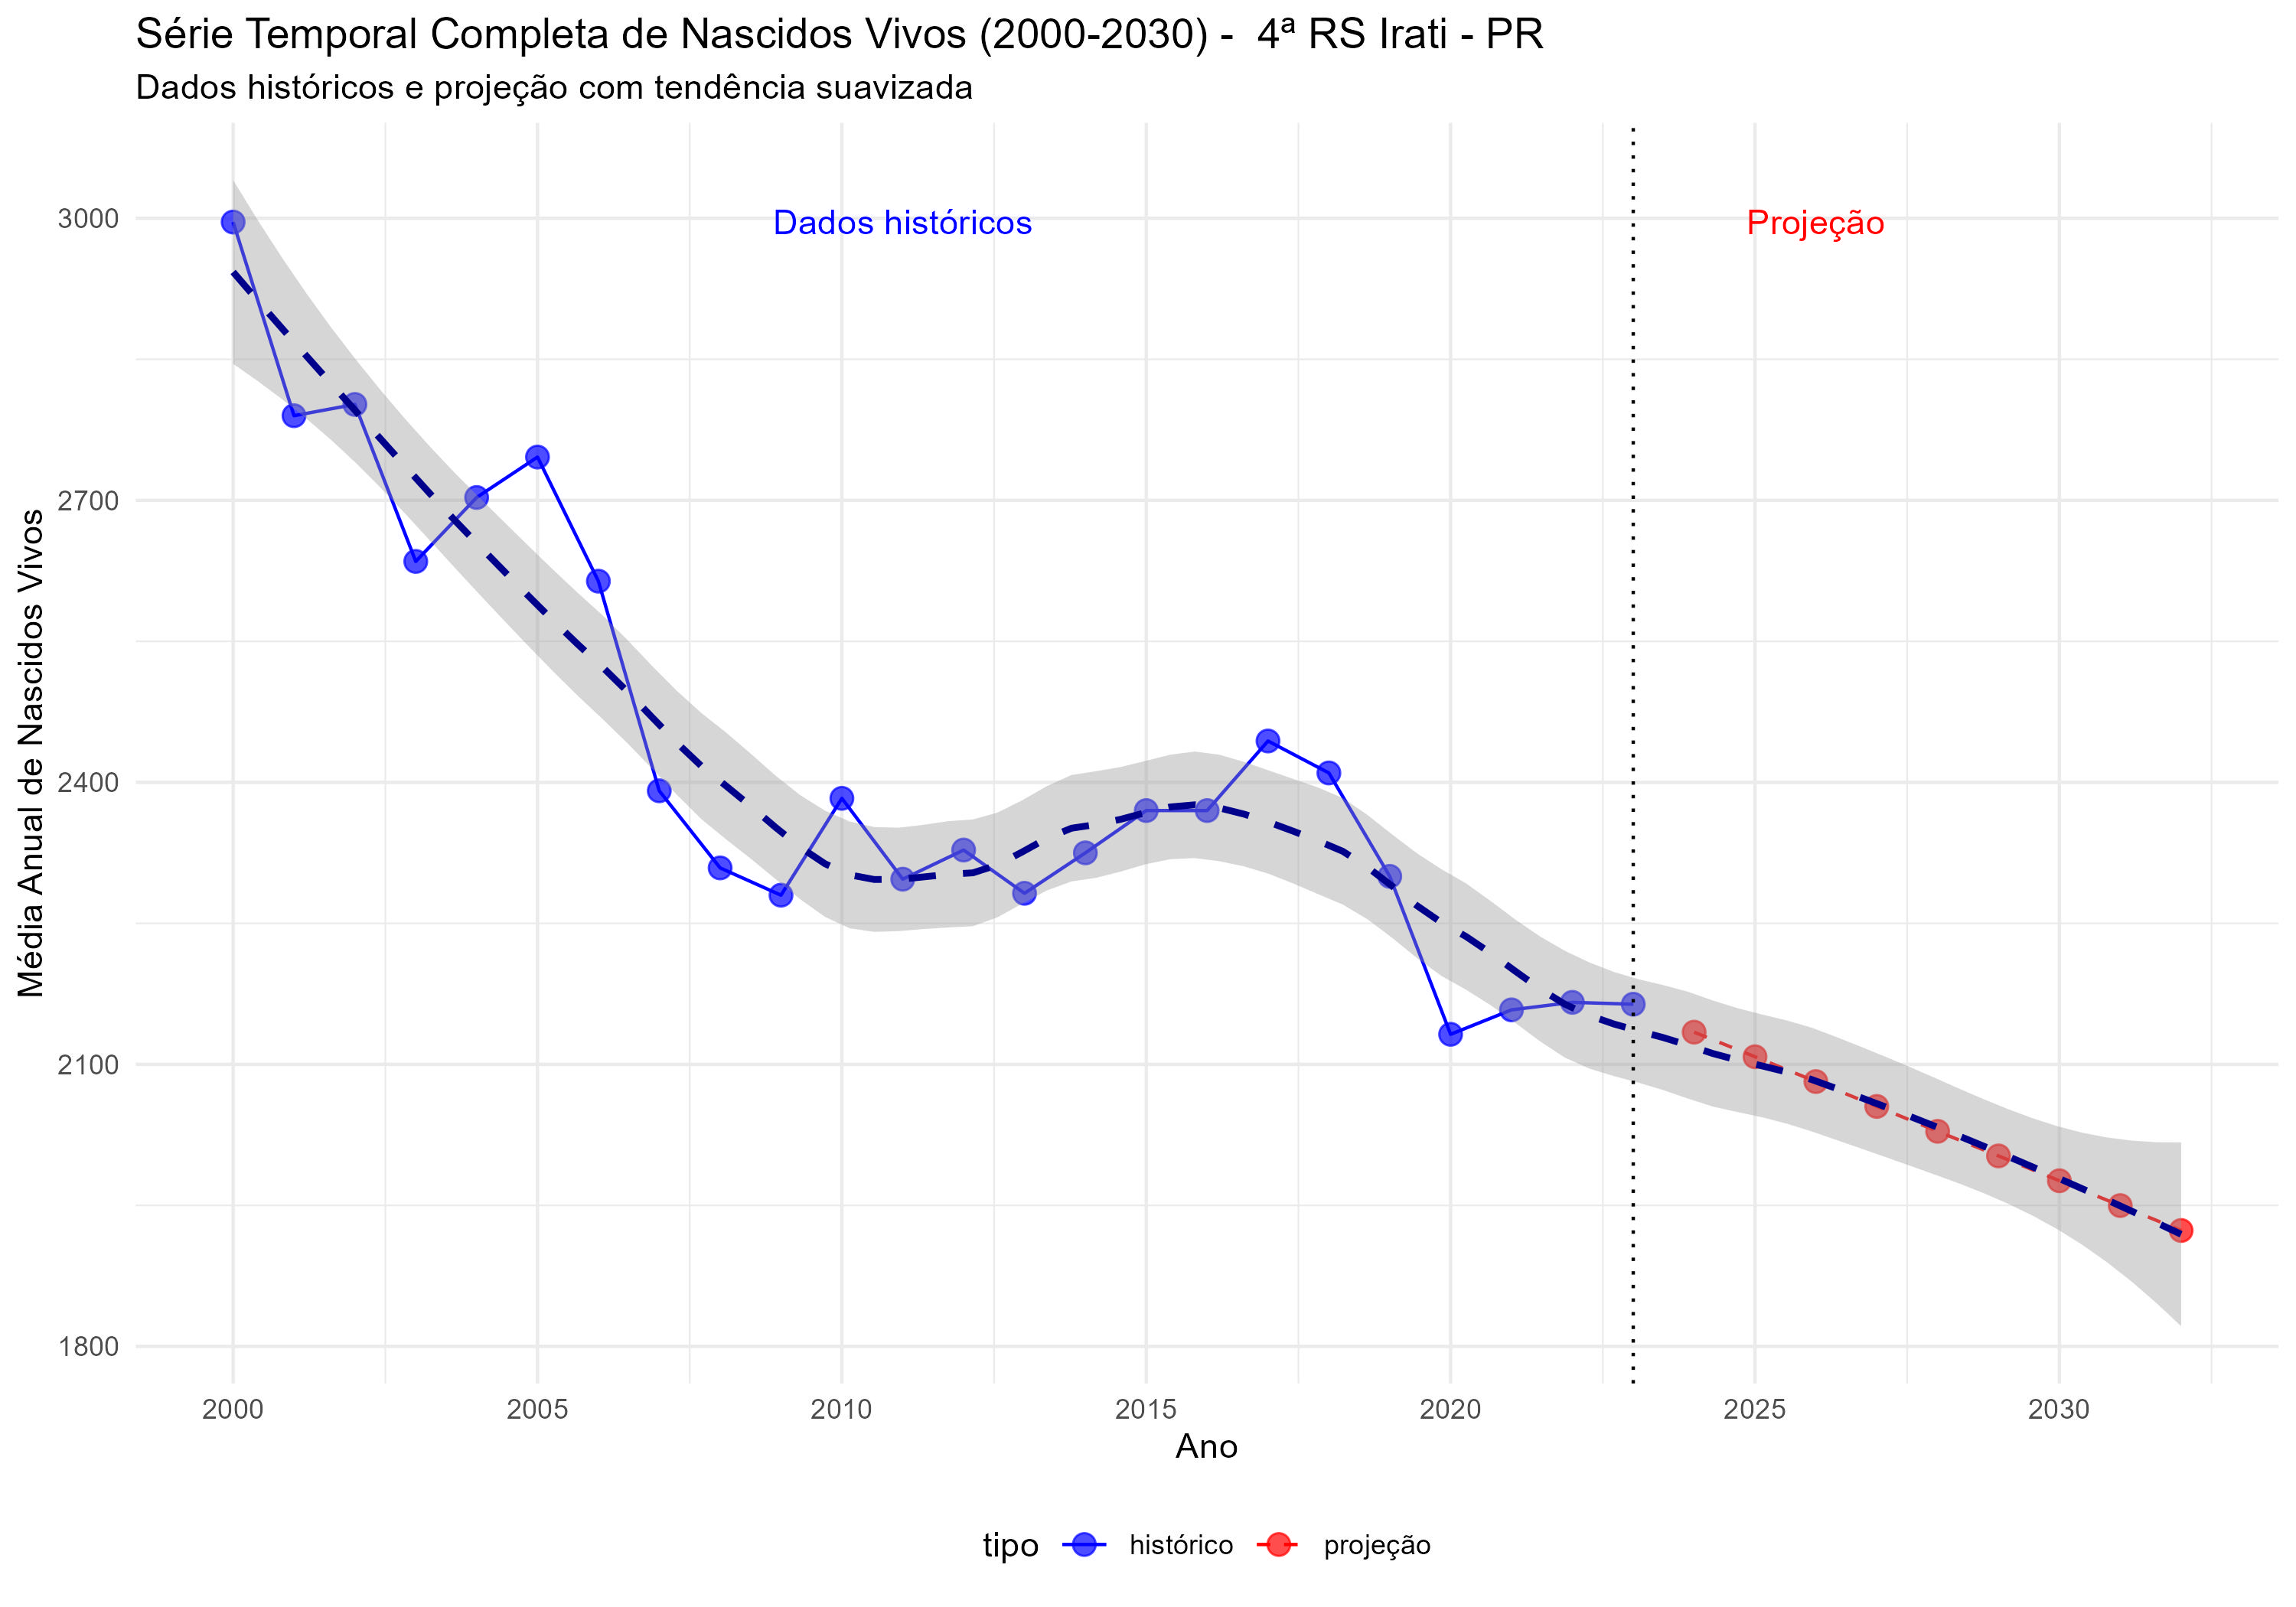 Série Temporal Completa de Nascidos Vivos (2000-2030) -  4ª RS Irati - PR
Dados históricos e projeção com tendência suavizada
Média Anual de Nascidos Vivos
3000
2700
2400
2100
1800
Dados históricos
Projeção
2000
2005
2010
2015
2020
2025
2030
Ano
tipo
histórico
projeção